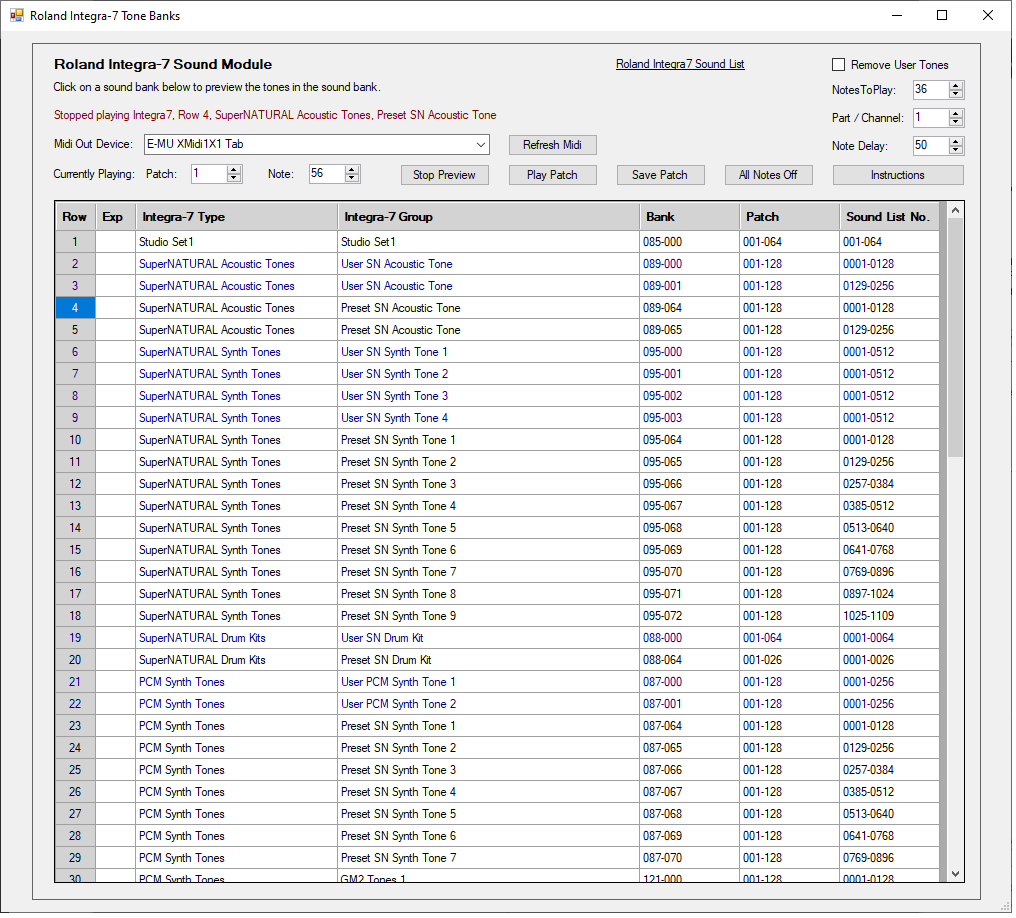 Roland Integra-7 Tone Banks
Roland Integra-7 Sound Module
Roland Integra7 Sound List
Remove User Tones
Click on a sound bank below to preview the tones in the sound bank.
NotesToPlay: 36
Stopped playing Integra7, Row 4, SuperNATURAL Acoustic Tones, Preset SN Acoustic Tone
Part / Channel: 1
Midi Out Device: E-MU XMidi1X1 Tab Refresh Midi
Note Delay: 50
Currently Playing: Patch: 1 Note: 56 Stop Preview Play Patch Save Patch All Notes Off Instructions
Row Exp Integra-7 Type Integra-7 Group Bank Patch Sound List No.
1 Studio Set1 Studio Set1 085-000 001-064 001-064
2 SuperNATURAL Acoustic Tones User SN Acoustic Tone 089-000 001-128 0001-0128
3 SuperNATURAL Acoustic Tones User SN Acoustic Tone 089-001 001-128 0129-0256
4 SuperNATURAL Acoustic Tones Preset SN Acoustic Tone 089-064 001-128 0001-0128
5 SuperNATURAL Acoustic Tones Preset SN Acoustic Tone 089-065 001-128 0129-0256
6 SuperNATURAL Synth Tones User SN Synth Tone 1 095-000 001-128 0001-0512
7 SuperNATURAL Synth Tones User SN Synth Tone 2 095-001 001-128 0001-0512
8 SuperNATURAL Synth Tones User SN Synth Tone 3 095-002 001-128 0001-0512
9 SuperNATURAL Synth Tones User SN Synth Tone 4 095-003 001-128 0001-0512
10 SuperNATURAL Synth Tones Preset SN Synth Tone 1 095-064 001-128 0001-0128
11 SuperNATURAL Synth Tones Preset SN Synth Tone 2 095-065 001-128 0129-0256
12 SuperNATURAL Synth Tones Preset SN Synth Tone 3 095-066 001-128 0257-0384
13 SuperNATURAL Synth Tones Preset SN Synth Tone 4 095-067 001-128 0385-0512
14 SuperNATURAL Synth Tones Preset SN Synth Tone 5 095-068 001-128 0513-0640
15 SuperNATURAL Synth Tones Preset SN Synth Tone 6 095-069 001-128 0641-0768
16 SuperNATURAL Synth Tones Preset SN Synth Tone 7 095-070 001-128 0769-0896
17 SuperNATURAL Synth Tones Preset SN Synth Tone 8 095-071 001-128 0897-1024
18 SuperNATURAL Synth Tones Preset SN Synth Tone 9 095-072 001-128 1025-1109
19 SuperNATURAL Drum Kits User SN Drum Kit 088-000 001-064 0001-0064
20 SuperNATURAL Drum Kits Preset SN Drum Kit 088-064 001-026 0001-0026
21 PCM Synth Tones User PCM Synth Tone 1 087-000 001-128 0001-0256
22 PCM Synth Tones User PCM Synth Tone 2 087-001 001-128 0001-0256
23 PCM Synth Tones Preset SN Synth Tone 1 087-064 001-128 0001-0128
24 PCM Synth Tones Preset SN Synth Tone 2 087-065 001-128 0129-0256
25 PCM Synth Tones Preset SN Synth Tone 3 087-066 001-128 0257-0384
26 PCM Synth Tones Preset SN Synth Tone 4 087-067 001-128 0385-0512
27 PCM Synth Tones Preset SN Synth Tone 5 087-068 001-128 0513-0640
28 PCM Synth Tones Preset SN Synth Tone 6 087-069 001-128 0641-0768
29 PCM Synth Tones Preset SN Synth Tone 7 087-070 001-128 0769-0896
30 PCM Synth Tones GM2 Tones 1 121-000 001-128 0001-0128